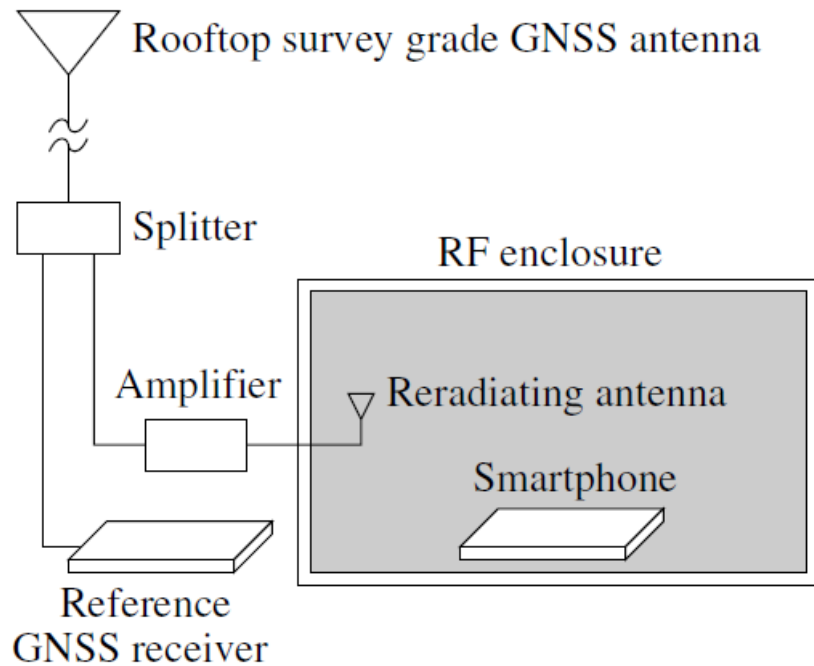 Rooftop survey grade GNSS antenna
Splitter
RF enclosure
Amplifier
Reradiating antenna
Smartphone
Reference
GNSS receiver